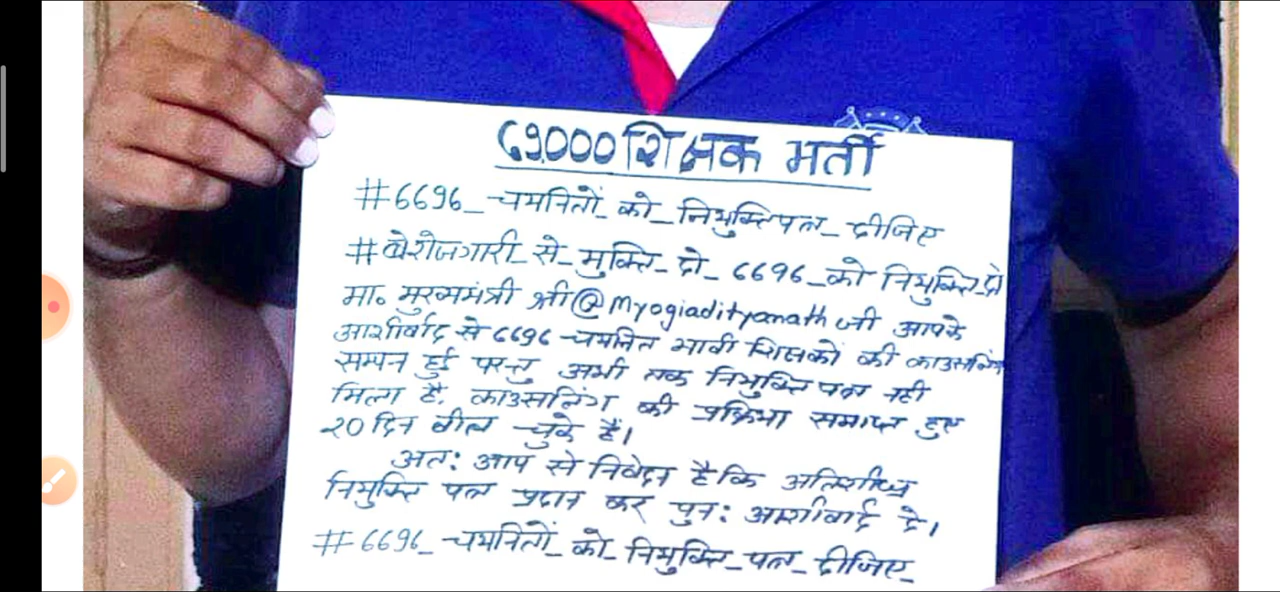 69000 शिक्षक भर्ती
#6696_चयनितों_को_नियुक्तिपत्र_दीजिए
#बेरोजगारी_से_मुक्ति_दो_6696_को नियुक्ति_दो
मा० मुख्यमंत्री श्री @myogiadityanath जी आपके
आशीर्वाद से 6696 चयनित भावी शिक्षकों की काउंसलिंग
सम्पन्न हुई परन्तु अभी तक नियुक्ति पत्र नही
मिला है. काउंसलिंग की प्रक्रिया समाप्त हुए
20 दिन बीत चुके हैं।
अत: आप से निवेदन है कि अतिशीघ्र
नियुक्ति पत्र प्रदान कर पुन: आशीर्वाद दे।
#6696_चयनितों_को_नियुक्ति_पत्र_दीजिए_